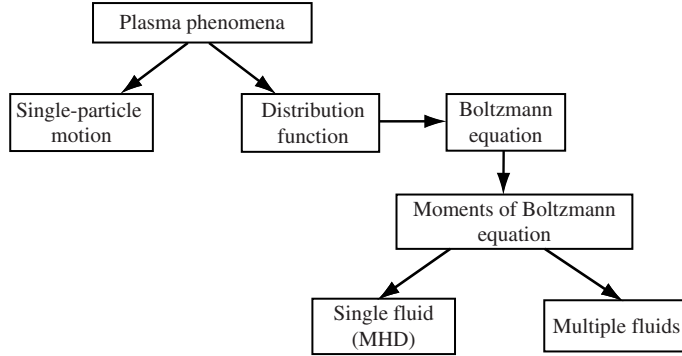 Plasma phenomena
Single-particle
motion
Distribution
function
Boltzmann
equation
Moments of Boltzmann
equation
Single fluid
(MHD)
Multiple fluids